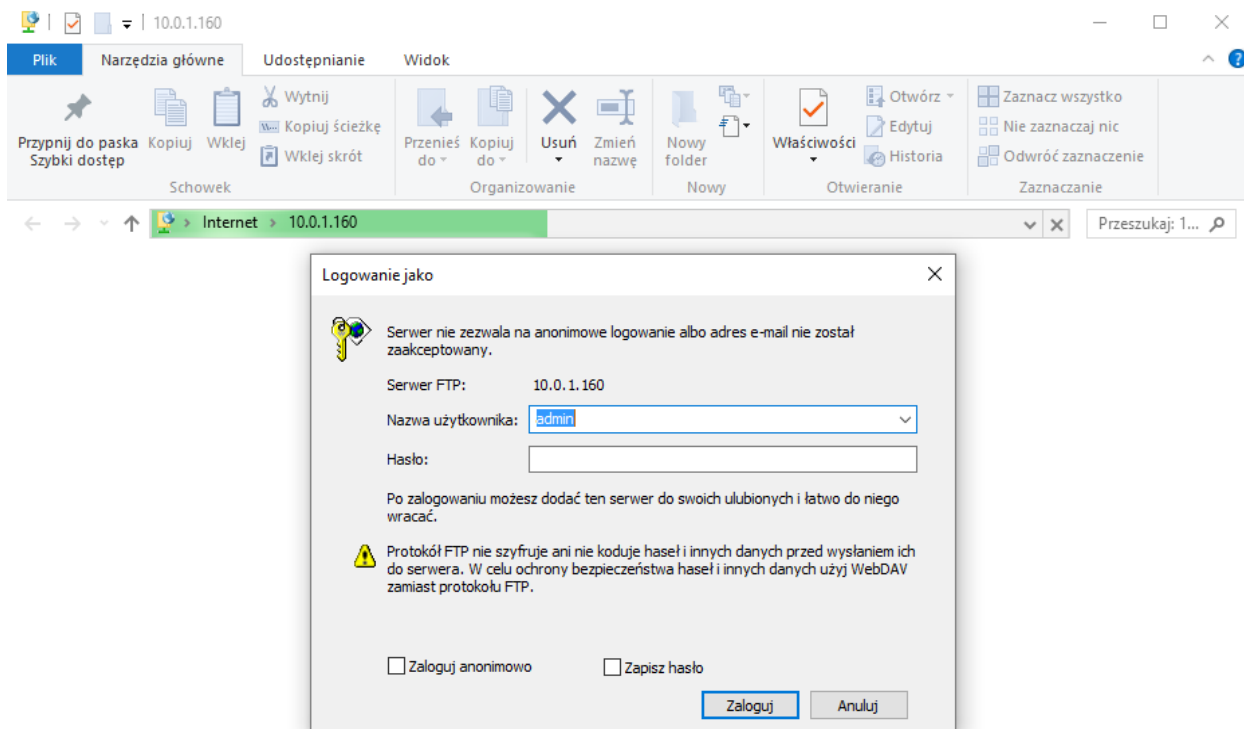 10.0.1.160
Plik Narzędzia główne Udostępnianie Widok
Przypnij do paska Szybki dostęp
Kopiuj
Wklej
Wytnij
Kopiuj ścieżkę
Wklej skrót
Schowek
Przenieś do
Kopiuj do
Usuń
Zmień nazwę
Organizowanie
Nowy folder
Nowy
Właściwości
Otwórz
Edytuj
Historia
Otwieranie
Zaznacz wszystko
Nie zaznaczaj nic
Odwróć zaznaczenie
Zaznaczanie
Internet > 10.0.1.160
Przeszukaj: 1...
Logowanie jako
Serwer nie zezwala na anonimowe logowanie albo adres e-mail nie został
zaakceptowany.
Serwer FTP: 10.0.1.160
Nazwa użytkownika: admin
Hasło:
Po zalogowaniu możesz dodać ten serwer do swoich ulubionych i łatwo do niego
wracać.
Protokół FTP nie szyfruje ani nie koduje haseł i innych danych przed wysłaniem ich
do serwera. W celu ochrony bezpieczeństwa haseł i innych danych użyj WebDAV
zamiast protokołu FTP.
Zaloguj anonimowo Zapisz hasło
Zaloguj Anuluj